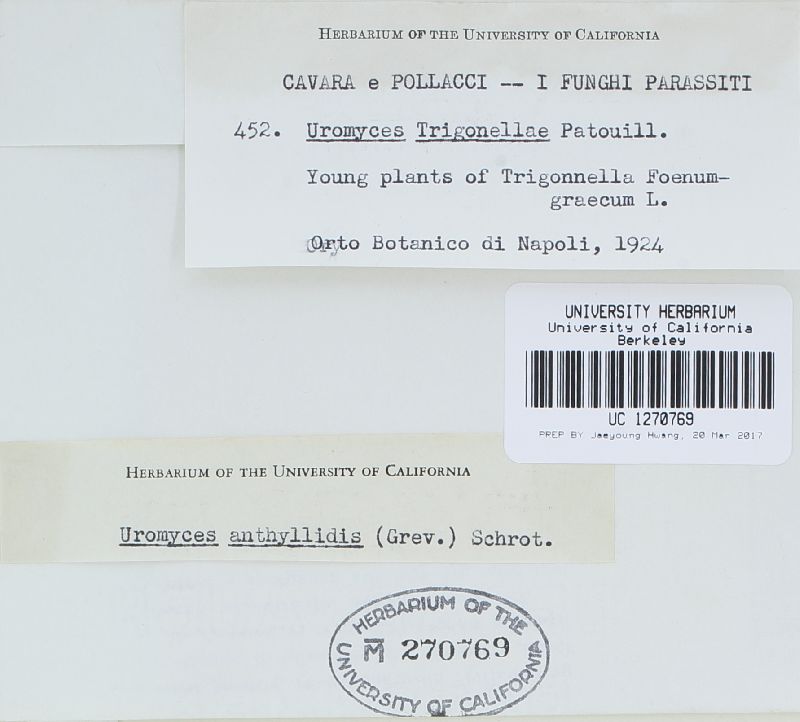 HERBARIUM OF THE UNIVERSITY OF CALIFORNIA
CAVARA e POLLACCI -- I FUNGHI PARASSITI
452. Uromyces Trigonellae Patouill.
Young plants of Trigonnella Foenum-
graecum L.
Orto Botanico di Napoli, 1924
UNIVERSITY HERBARIUM
University of California
Berkeley
UC 1270769
PREP BY Jaeyoung Hwang, 20 Mar 2017
HERBARIUM OF THE UNIVERSITY OF CALIFORNIA
Uromyces anthyllidis (Grev.) Schrot.
HERBARIUM OF THE
M 270769
UNIVERSITY OF CALIFORNIA